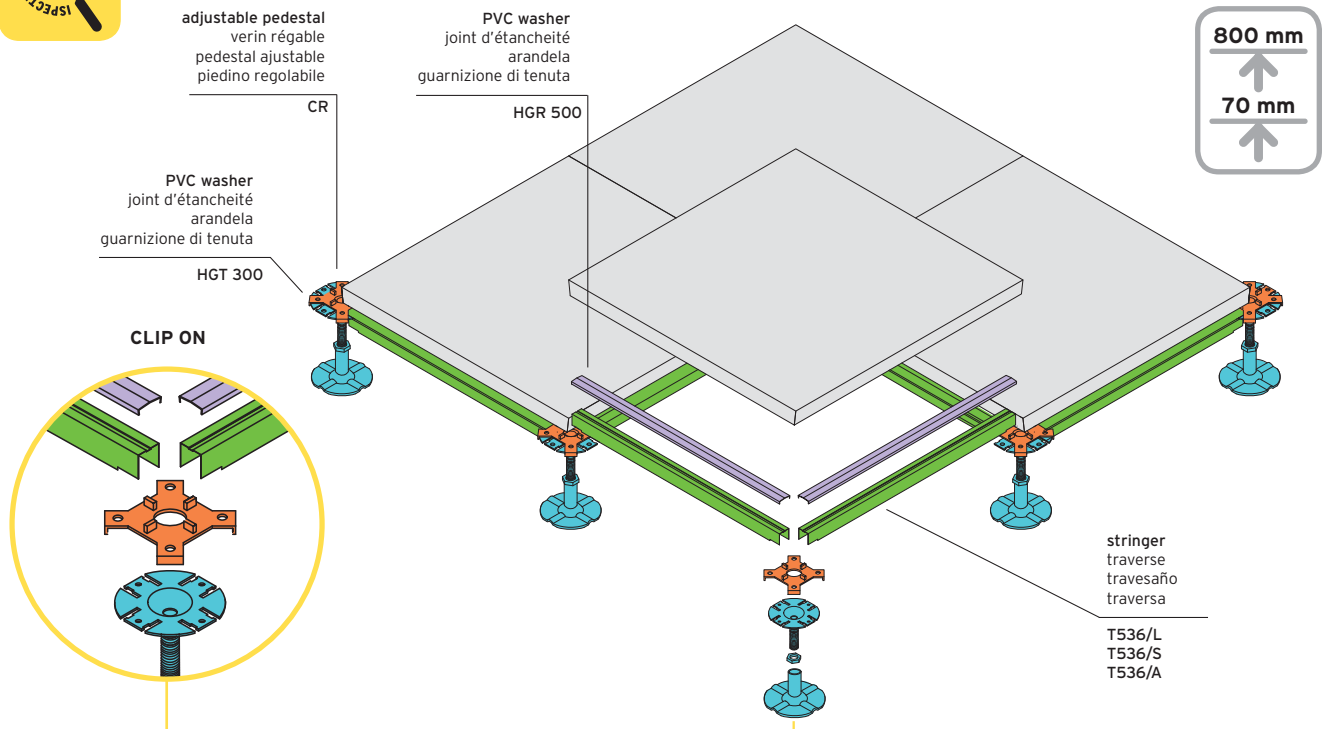 ISPECT
adjustable pedestal
verin régable
pedestal ajustable
piedino regolabile
CR
PVC washer
joint d'étancheité
arandela
guarnizione di tenuta
HGR 500
800 mm
70 mm
PVC washer
joint d'étancheité
arandela
guarnizione di tenuta
HGT 300
CLIP ON
stringer
traverse
travesaño
traversa
T536/L
T536/S
T536/A